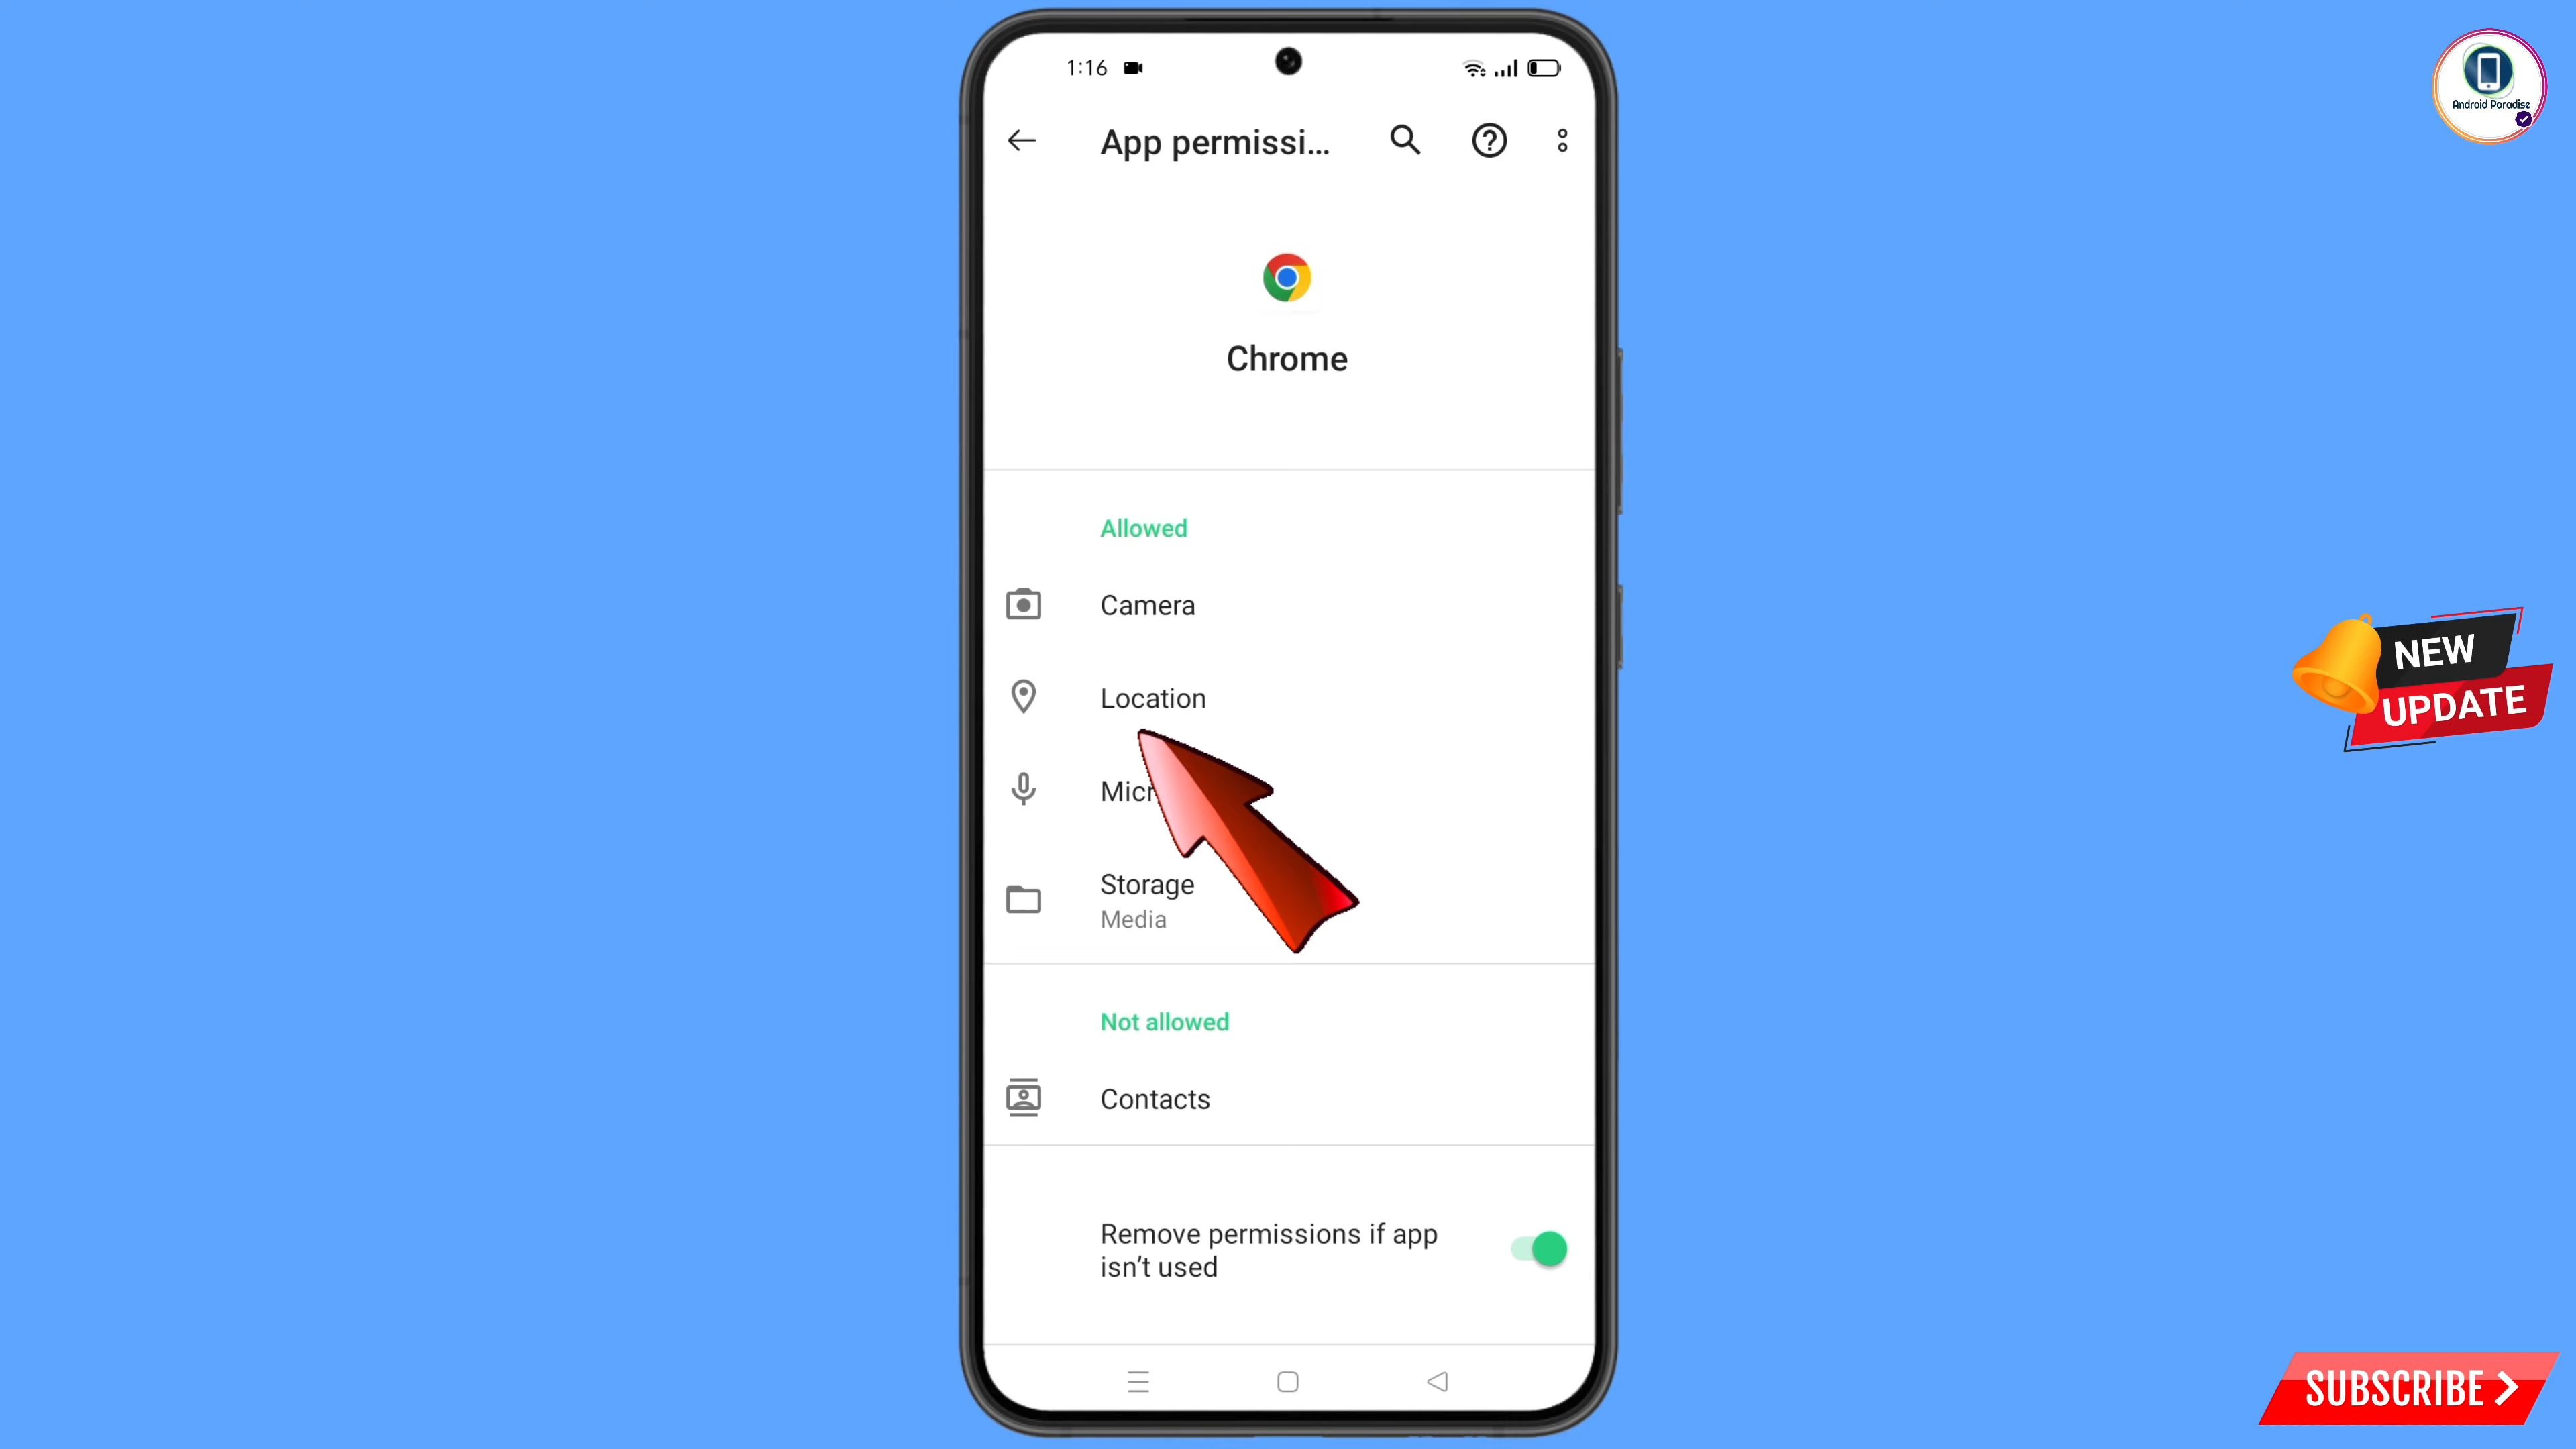 1:16
App permissi...
Chrome
Allowed
Camera
Location
Micr
Storage
Media
Not allowed
Contacts
Remove permissions if app
isn't used
Android Paradise
NEW
UPDATE
SUBSCRIBE